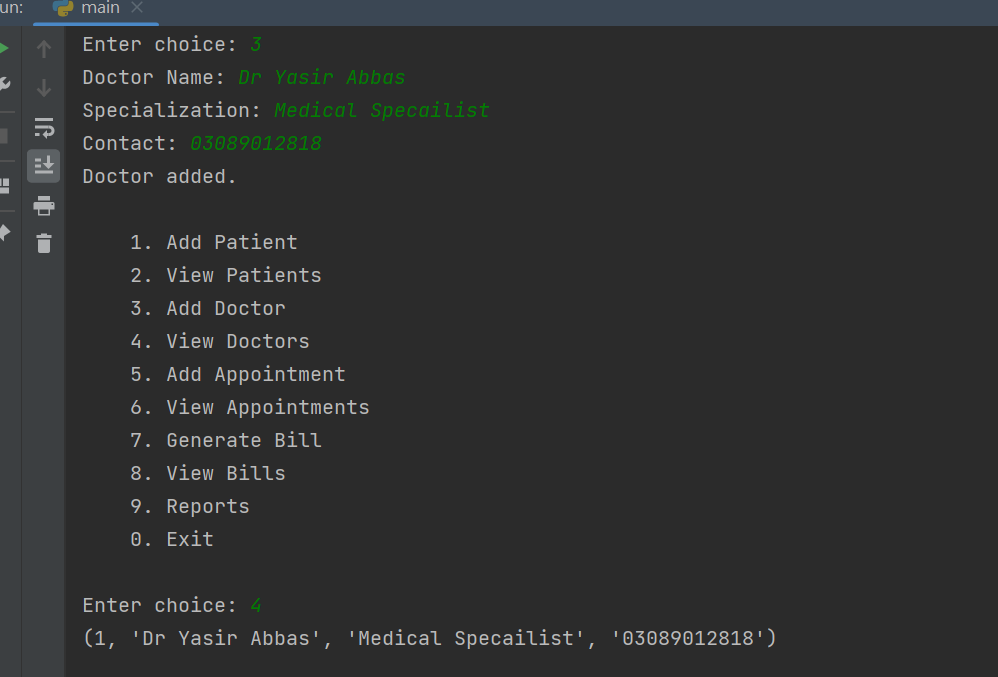 un: main
Enter choice: 3
Doctor Name: Dr Yasir Abbas
Specialization: Medical Specailist
Contact: 03089012818
Doctor added.
1. Add Patient
2. View Patients
3. Add Doctor
4. View Doctors
5. Add Appointment
6. View Appointments
7. Generate Bill
8. View Bills
9. Reports
0. Exit
Enter choice: 4
(1, 'Dr Yasir Abbas', 'Medical Specailist', '03089012818')